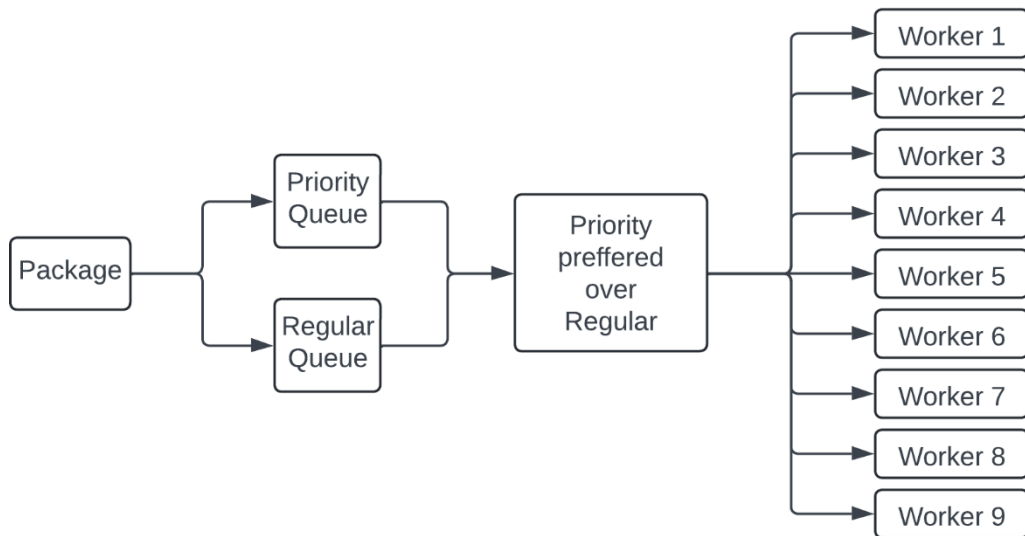 Package
Priority
Queue
Regular
Queue
Priority
preffered
over
Regular
Worker 1
Worker 2
Worker 3
Worker 4
Worker 5
Worker 6
Worker 7
Worker 8
Worker 9